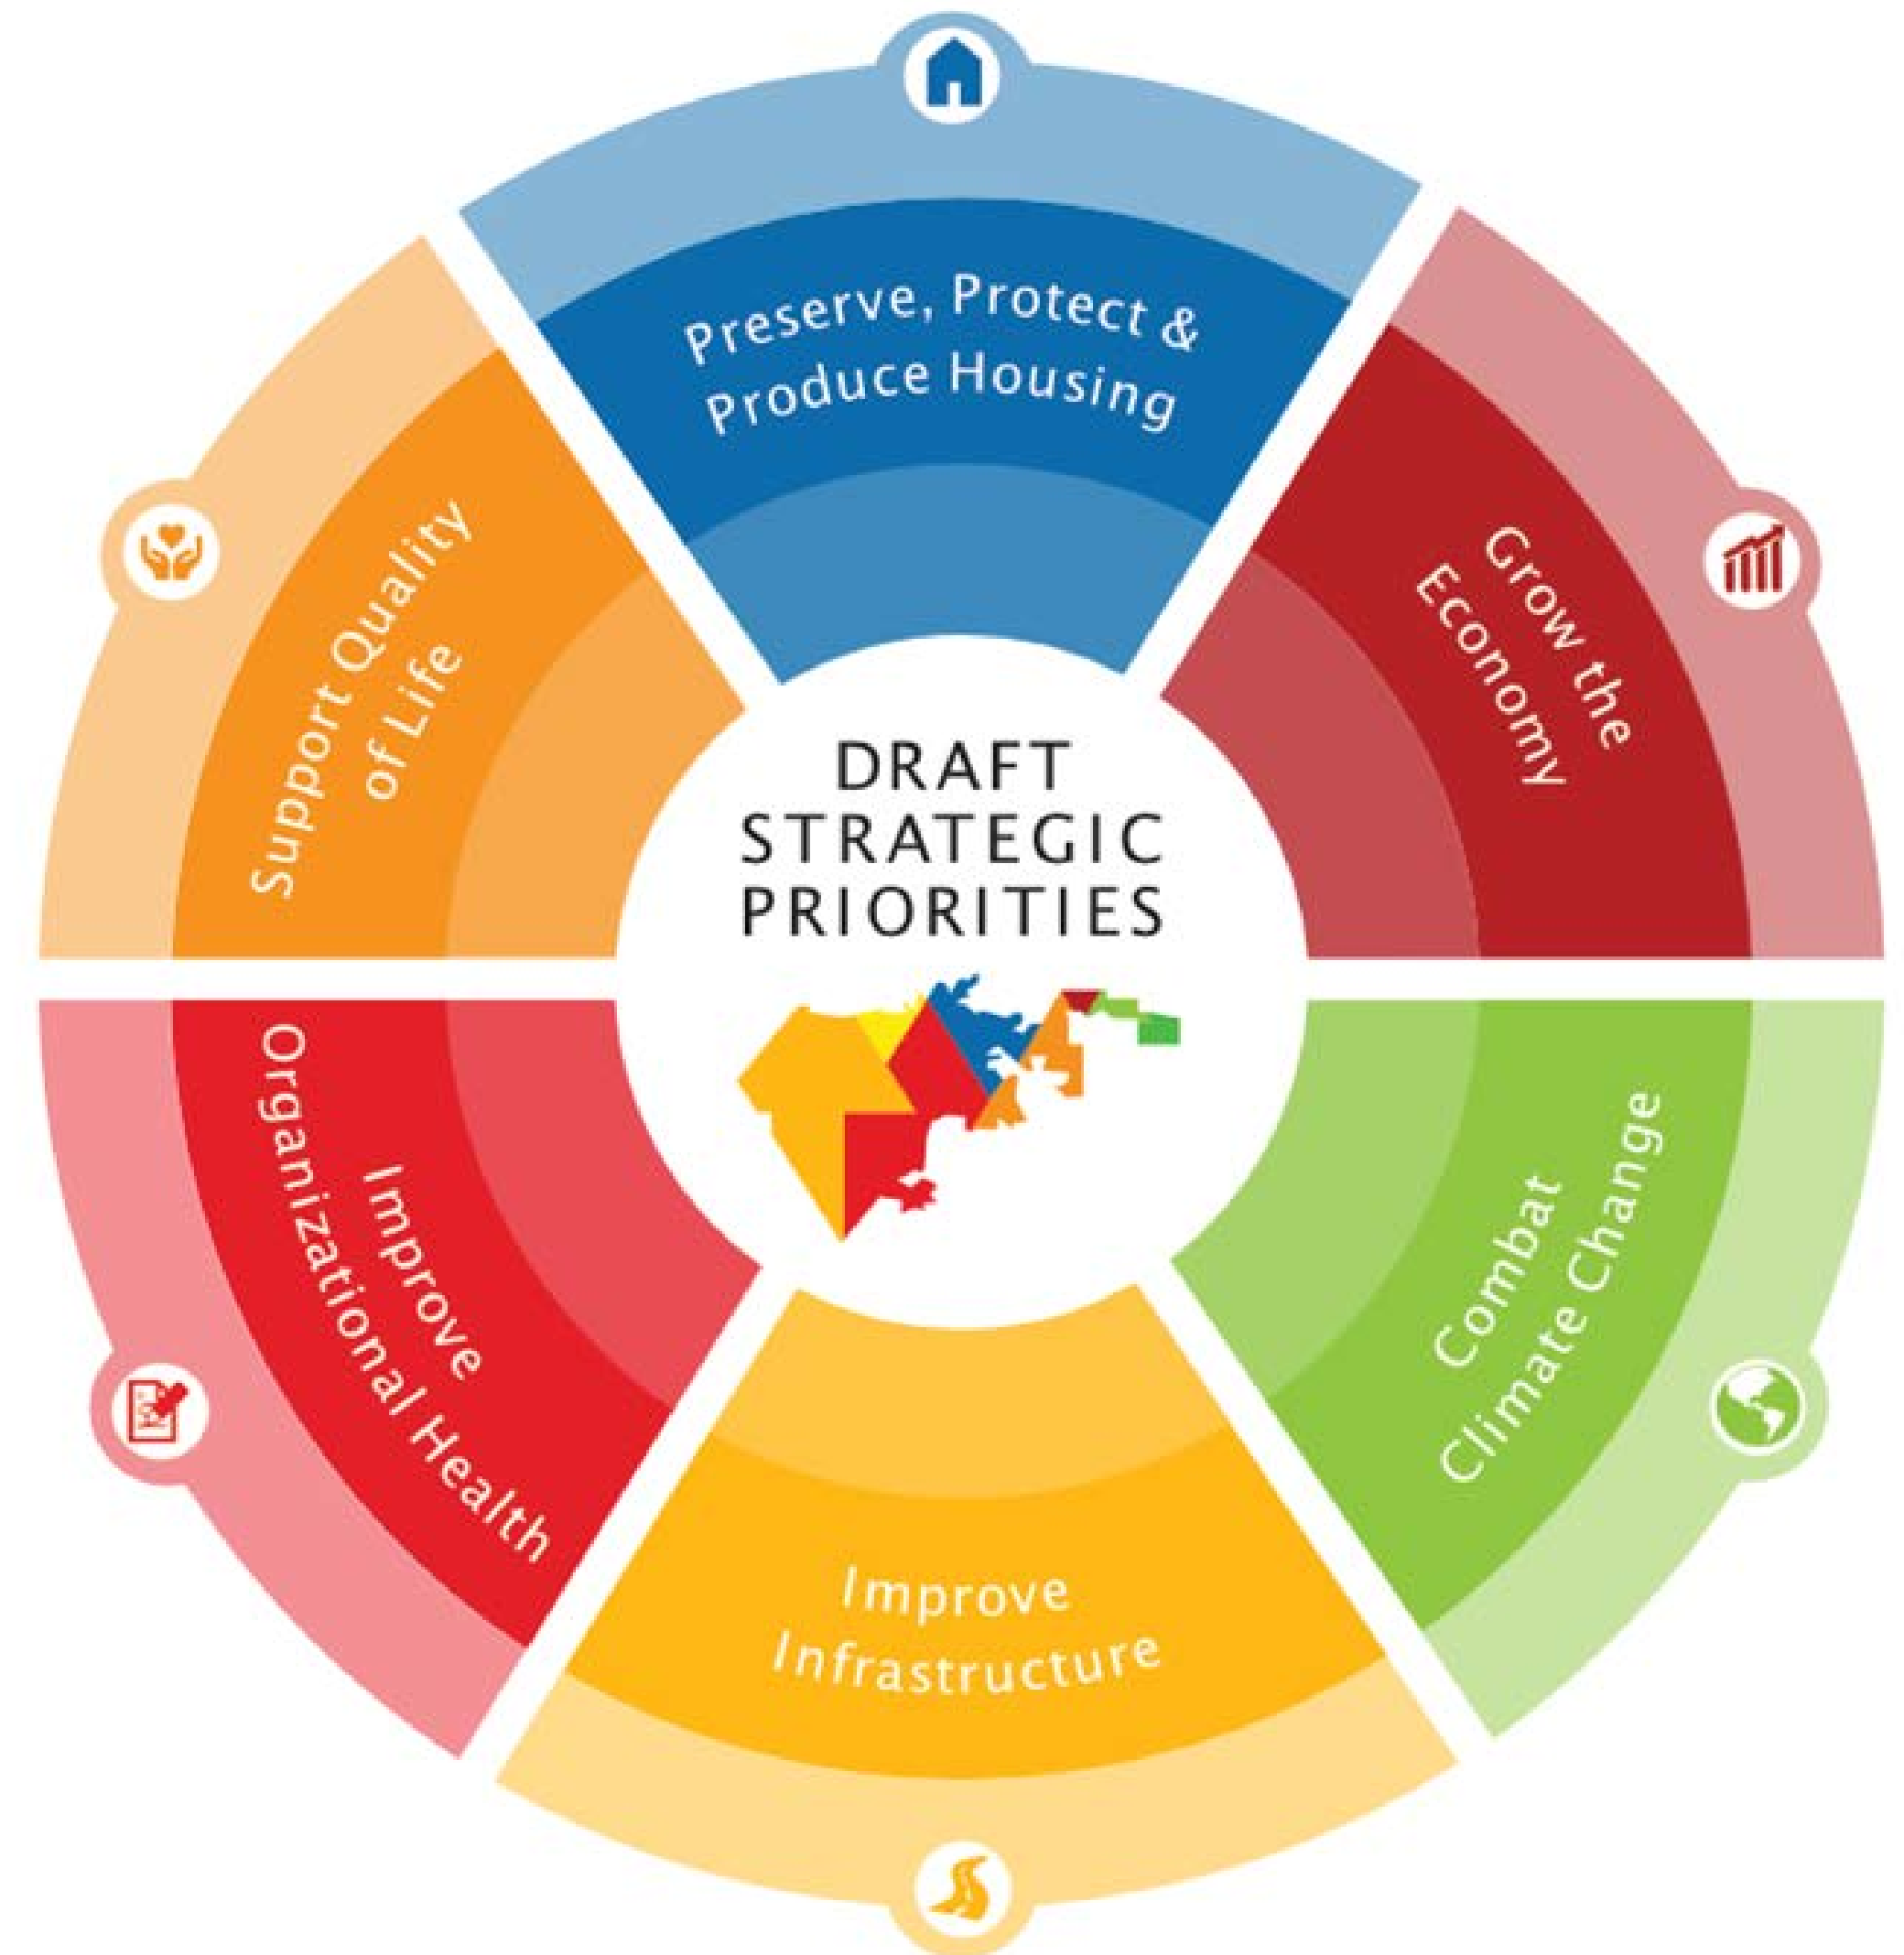 Preserve, Protect &
Produce Housing
Grow the
Economy
Support Quality
of Life
DRAFT
STRATEGIC
PRIORITIES
Improve
Organizational Health
Combat
Climate Change
Improve
Infrastructure